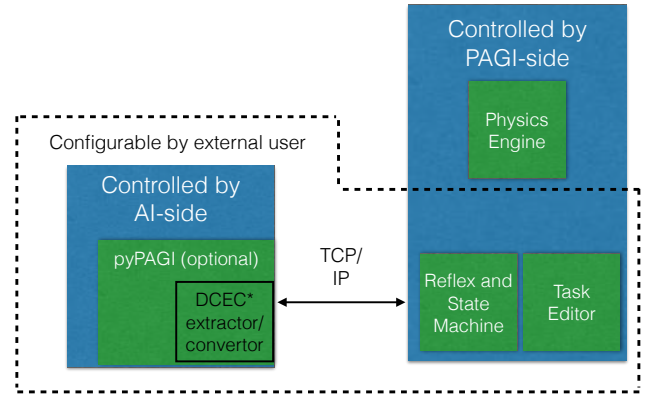 Controlled by
PAGI-side
Physics
Engine
Configurable by external user
Controlled by
AI-side
pyPAGI (optional)
DCEC*
extractor/
convertor
TCP/
IP
Reflex and
State
Machine
Task
Editor